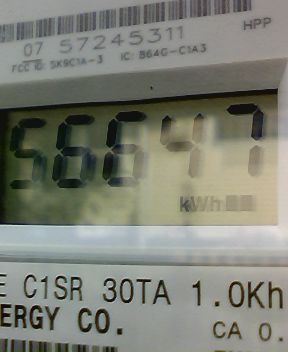 07 57245311
HPP
FCC ID: SK9C1A-3 IC: 864G-C1A3
56647
kWh
E C1SR 30TA 1.0Kh
ERGY CO.
CA 0.